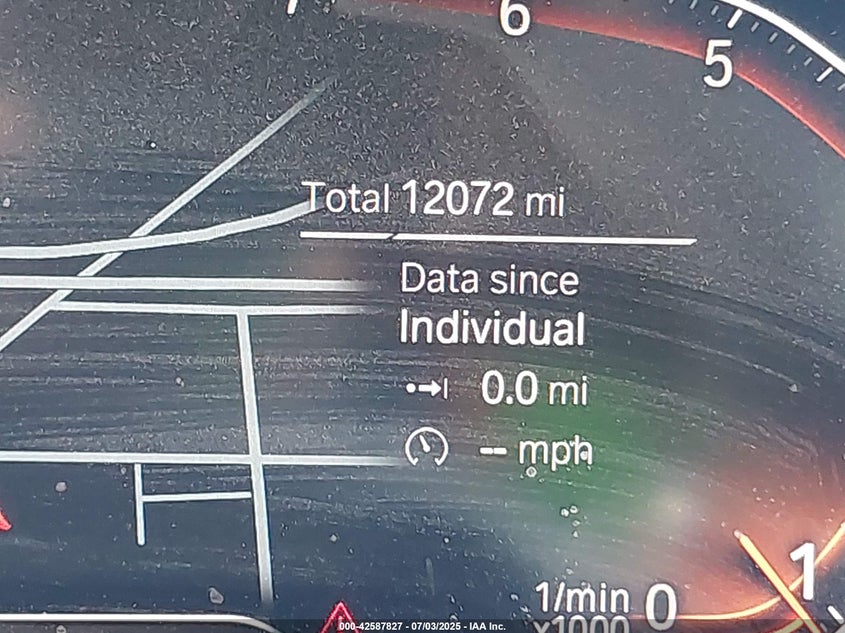 6
5
Total 12072 mi
Data since
Individual
0.0 mi
-- mph
1
1/min 0
x1000
000-42587827 - 07/03/2025 - IAA Inc.